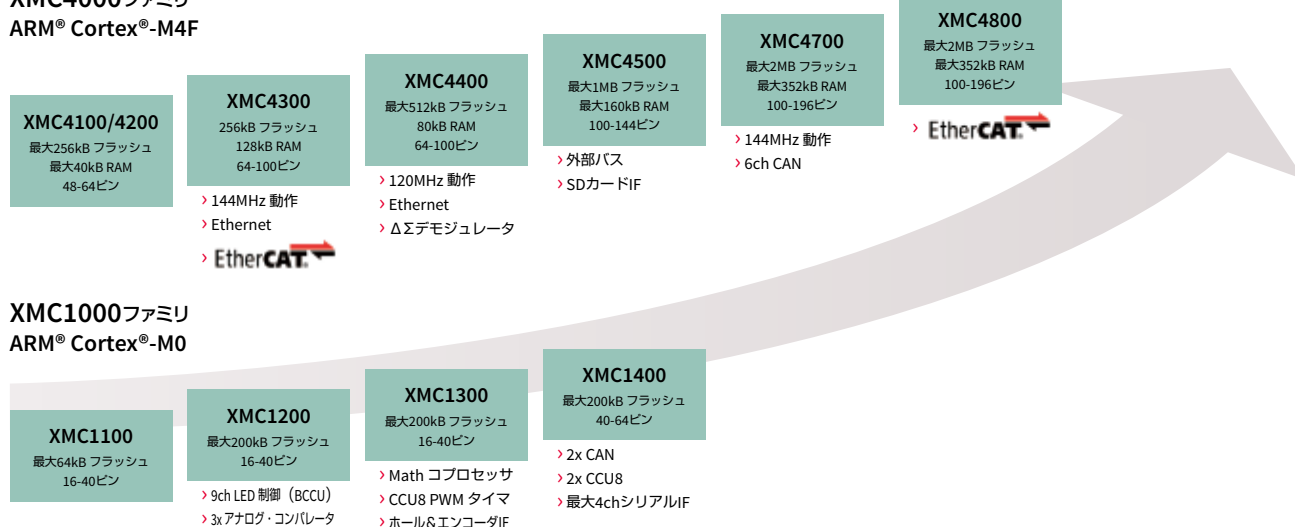 XMC4000ファミリ
ARM® Cortex®-M4F
XMC4100/4200
最大256kB フラッシュ
最大40kB RAM
48-64ピン
XMC4300
256kB フラッシュ
128kB RAM
64-100ピン
› 144MHz 動作
› Ethernet
› EtherCAT®
XMC4400
最大512kB フラッシュ
80kB RAM
64-100ピン
› 120MHz 動作
› Ethernet
› ΔΣデモジュレータ
XMC4500
最大1MB フラッシュ
最大160kB RAM
100-144ピン
› 外部バス
› SDカードIF
XMC4700
最大2MB フラッシュ
最大352kB RAM
100-196ピン
› 144MHz 動作
› 6ch CAN
XMC4800
最大2MB フラッシュ
最大352kB RAM
100-196ピン
› EtherCAT®
XMC1000ファミリ
ARM® Cortex®-M0
XMC1100
最大64kB フラッシュ
16-40ピン
XMC1200
最大200kB フラッシュ
16-40ピン
› 9ch LED 制御（BCCU）
› 3x アナログ・コンパレータ
XMC1300
最大200kB フラッシュ
16-40ピン
› Math コプロセッサ
› CCU8 PWM タイマ
› ホール&エンコーダIF
XMC1400
最大200kB フラッシュ
40-64ピン
› 2x CAN
› 2x CCU8
› 最大4chシリアルIF